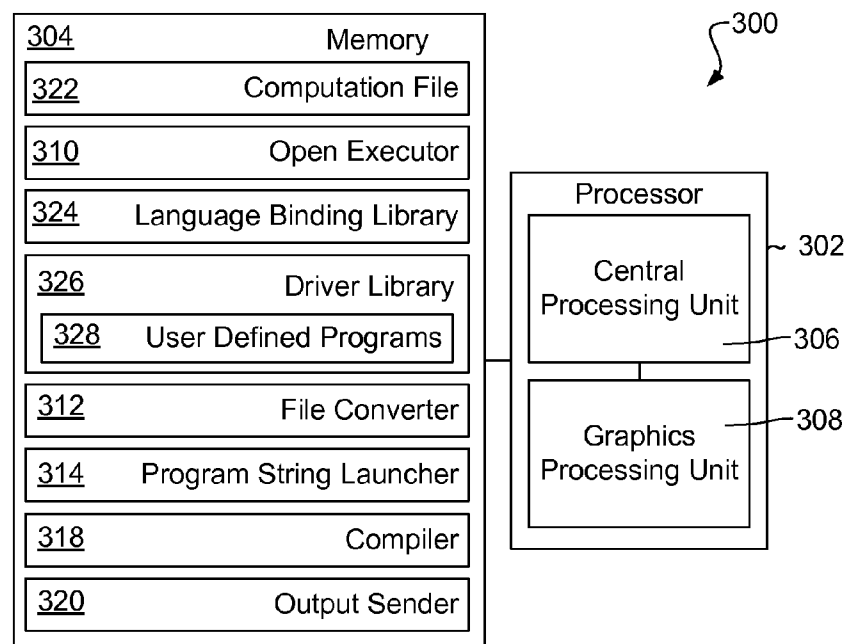 304 Memory
322 Computation File
310 Open Executor
324 Language Binding Library
326 Driver Library
328 User Defined Programs
312 File Converter
314 Program String Launcher
318 Compiler
320 Output Sender
300
Processor
302
Central
Processing Unit
306
Graphics
Processing Unit
308